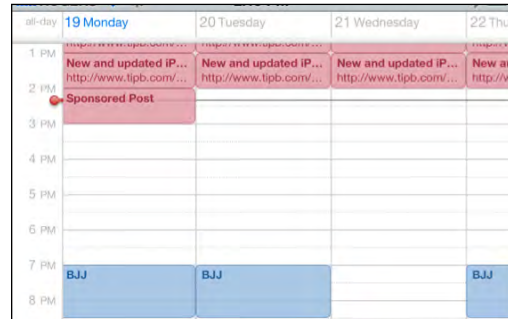 all-day 19 Monday 20 Tuesday 21 Wednesday 22 Thu
1 PM
New and updated iP... New and updated iP... New and updated iP... New a
http://www.tipb.com/... http://www.tipb.com/... http://www.tipb.com/... http://w
2 PM
Sponsored Post
3 PM
4 PM
5 PM
6 PM
7 PM
BJJ BJJ BJJ
8 PM